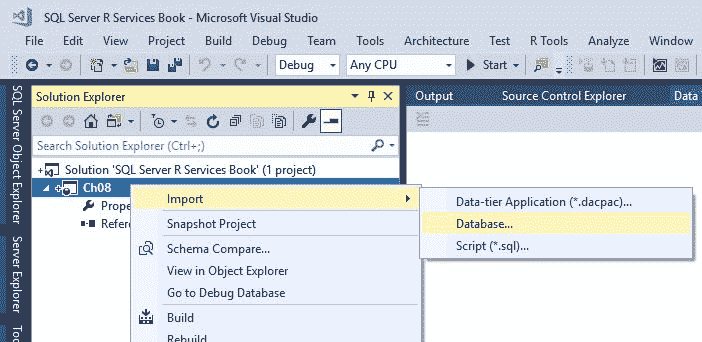 SQL Server R Services Book - Microsoft Visual Studio
File Edit View Project Build Debug Team Tools Architecture Test R Tools Analyze Window
Debug Any CPU Start
Solution Explorer
Output Source Control Explorer Data
Search Solution Explorer (Ctrl+;)
Solution 'SQL Server R Services Book' (1 project)
Ch08
Prope
Refere
Import
Snapshot Project
Schema Compare...
View in Object Explorer
Go to Debug Database
Build
Rebuild
Data-tier Application (*.dacpac)...
Database...
Script (*.sql)...
SQL Server Object Explorer
Server Explorer
Too